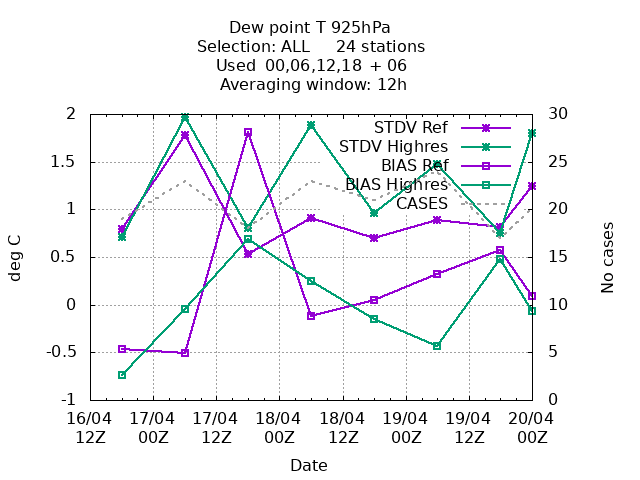 Dew point T 925hPa
Selection: ALL     24 stations
Used  00,06,12,18 + 06
Averaging window: 12h
2
1.5
1
0.5
0
-0.5
-1
30
25
20
15
10
5
0
STDV Ref
STDV Highres
BIAS Ref
BIAS Highres
CASES
deg C
No cases
16/04 17/04 17/04 18/04 18/04 19/04 19/04 20/04
12Z 00Z 12Z 00Z 12Z 00Z 12Z 00Z
Date